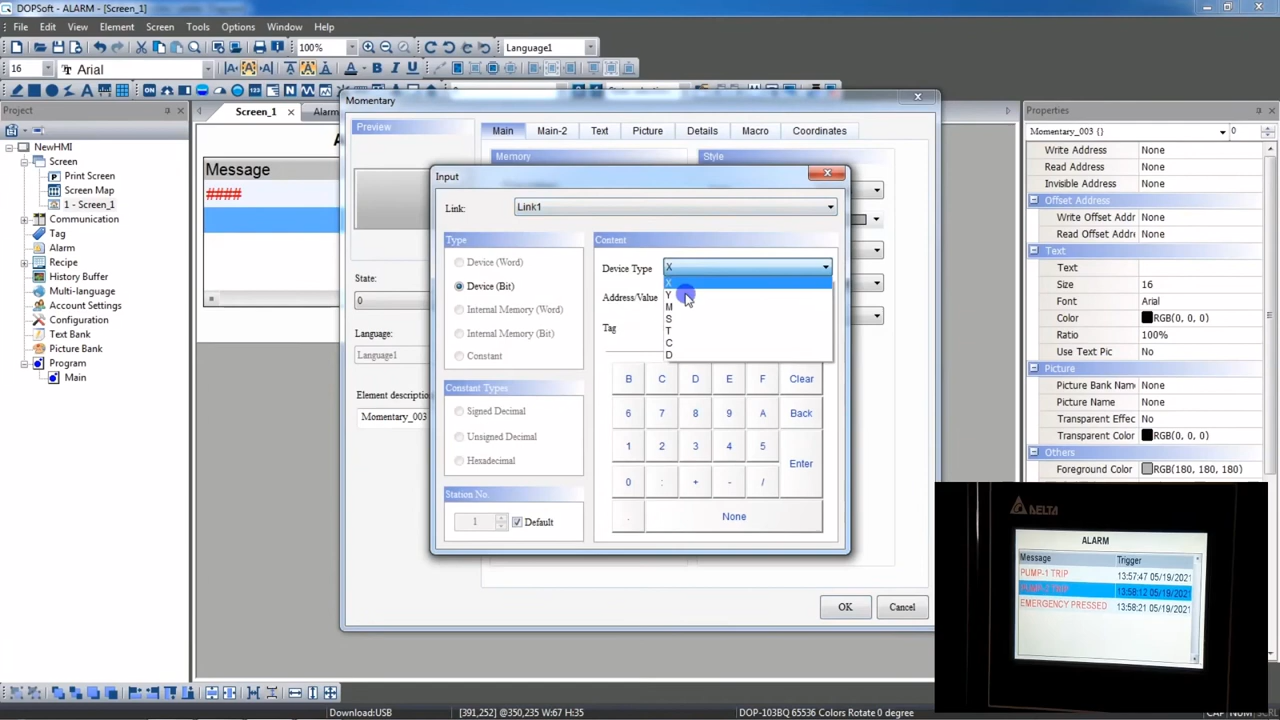 DOPSoft - ALARM - [Screen_1]
File Edit View Element Screen Tools Options Window Help
100% Language1
16 Arial
Project
Screen_1
Alarm
NewHMI
Screen
Print Screen
Screen Map
1 - Screen_1
Communication
Tag
Alarm
Recipe
History Buffer
Multi-language
Account Settings
Configuration
Text Bank
Picture Bank
Program
Main
Message
####
Momentary
Preview
State:
0
Language:
Language1
Element description
Momentary_003
Main Main-2 Text Picture Details Macro Coordinates
Memory
Style
OK Cancel
Input
Link: Link1
Type
Device (Word)
Device (Bit)
Internal Memory (Word)
Internal Memory (Bit)
Constant
Constant Types
Signed Decimal
Unsigned Decimal
Hexadecimal
Station No.
1 Default
Content
Device Type X
Address/Value
Tag
X
Y
M
S
T
C
D
B C D E F Clear
6 7 8 9 A Back
1 2 3 4 5 Enter
0 : + - /
. None
Properties
Momentary_003 {} 0
Write Address None
Read Address None
Invisible Address None
Offset Address
Write Offset Addr None
Read Offset Addr None
Text
Text
Size 16
Font Arial
Color RGB(0, 0, 0)
Ratio 100%
Use Text Pic No
Picture
Picture Bank Name None
Picture Name None
Transparent Effec No
Transparent Color RGB(0, 0, 0)
Others
Foreground Color RGB(180, 180, 180)
DELTA
ALARM
Message Trigger
PUMP-1 TRIP 13:57:47 05/19/2021
PUMP-2 TRIP 13:58:12 05/19/2021
EMERGENCY PRESSED 13:58:21 05/19/2021
Download:USB [391,252] @350,235 W:67 H:35 DOP-103BQ 65536 Colors Rotate 0 degree
CAP NUM SCRL